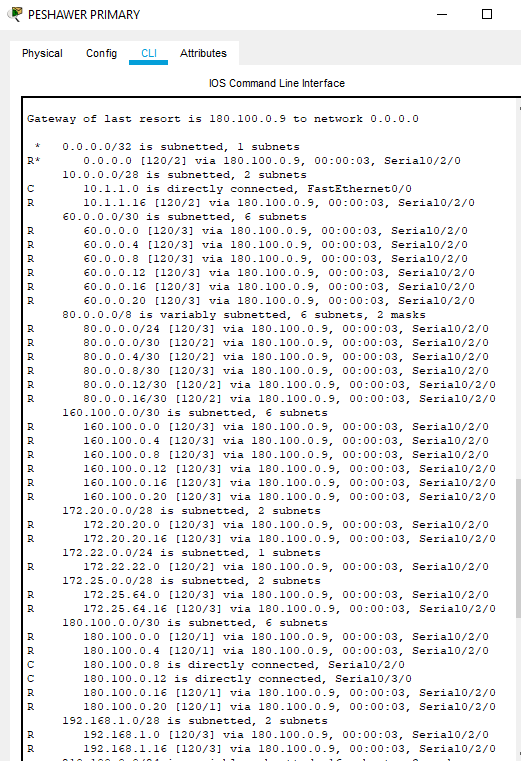 PESHAWER PRIMARY
Physical Config CLI Attributes
IOS Command Line Interface
Gateway of last resort is 180.100.0.9 to network 0.0.0.0
* 0.0.0.0/32 is subnetted, 1 subnets
R* 0.0.0.0 [120/2] via 180.100.0.9, 00:00:03, Serial0/2/0
10.0.0.0/28 is subnetted, 2 subnets
C 10.1.1.0 is directly connected, FastEthernet0/0
R 10.1.1.16 [120/2] via 180.100.0.9, 00:00:03, Serial0/2/0
60.0.0.0/30 is subnetted, 6 subnets
R 60.0.0.0 [120/3] via 180.100.0.9, 00:00:03, Serial0/2/0
R 60.0.0.4 [120/3] via 180.100.0.9, 00:00:03, Serial0/2/0
R 60.0.0.8 [120/3] via 180.100.0.9, 00:00:03, Serial0/2/0
R 60.0.0.12 [120/3] via 180.100.0.9, 00:00:03, Serial0/2/0
R 60.0.0.16 [120/3] via 180.100.0.9, 00:00:03, Serial0/2/0
R 60.0.0.20 [120/3] via 180.100.0.9, 00:00:03, Serial0/2/0
80.0.0.0/8 is variably subnetted, 6 subnets, 2 masks
R 80.0.0.0/24 [120/3] via 180.100.0.9, 00:00:03, Serial0/2/0
R 80.0.0.0/30 [120/2] via 180.100.0.9, 00:00:03, Serial0/2/0
R 80.0.0.4/30 [120/2] via 180.100.0.9, 00:00:03, Serial0/2/0
R 80.0.0.8/30 [120/3] via 180.100.0.9, 00:00:03, Serial0/2/0
R 80.0.0.12/30 [120/2] via 180.100.0.9, 00:00:03, Serial0/2/0
R 80.0.0.16/30 [120/2] via 180.100.0.9, 00:00:03, Serial0/2/0
160.100.0.0/30 is subnetted, 6 subnets
R 160.100.0.0 [120/3] via 180.100.0.9, 00:00:03, Serial0/2/0
R 160.100.0.4 [120/3] via 180.100.0.9, 00:00:03, Serial0/2/0
R 160.100.0.8 [120/3] via 180.100.0.9, 00:00:03, Serial0/2/0
R 160.100.0.12 [120/3] via 180.100.0.9, 00:00:03, Serial0/2/0
R 160.100.0.16 [120/3] via 180.100.0.9, 00:00:03, Serial0/2/0
R 160.100.0.20 [120/3] via 180.100.0.9, 00:00:03, Serial0/2/0
172.20.0.0/28 is subnetted, 2 subnets
R 172.20.20.0 [120/3] via 180.100.0.9, 00:00:03, Serial0/2/0
R 172.20.20.16 [120/3] via 180.100.0.9, 00:00:03, Serial0/2/0
172.22.0.0/24 is subnetted, 1 subnets
R 172.22.22.0 [120/2] via 180.100.0.9, 00:00:03, Serial0/2/0
172.25.0.0/28 is subnetted, 2 subnets
R 172.25.64.0 [120/3] via 180.100.0.9, 00:00:03, Serial0/2/0
R 172.25.64.16 [120/3] via 180.100.0.9, 00:00:03, Serial0/2/0
180.100.0.0/30 is subnetted, 6 subnets
R 180.100.0.0 [120/1] via 180.100.0.9, 00:00:03, Serial0/2/0
R 180.100.0.4 [120/1] via 180.100.0.9, 00:00:03, Serial0/2/0
C 180.100.0.8 is directly connected, Serial0/2/0
C 180.100.0.12 is directly connected, Serial0/3/0
R 180.100.0.16 [120/1] via 180.100.0.9, 00:00:03, Serial0/2/0
R 180.100.0.20 [120/1] via 180.100.0.9, 00:00:03, Serial0/2/0
192.168.1.0/28 is subnetted, 2 subnets
R 192.168.1.0 [120/3] via 180.100.0.9, 00:00:03, Serial0/2/0
R 192.168.1.16 [120/3] via 180.100.0.9, 00:00:03, Serial0/2/0